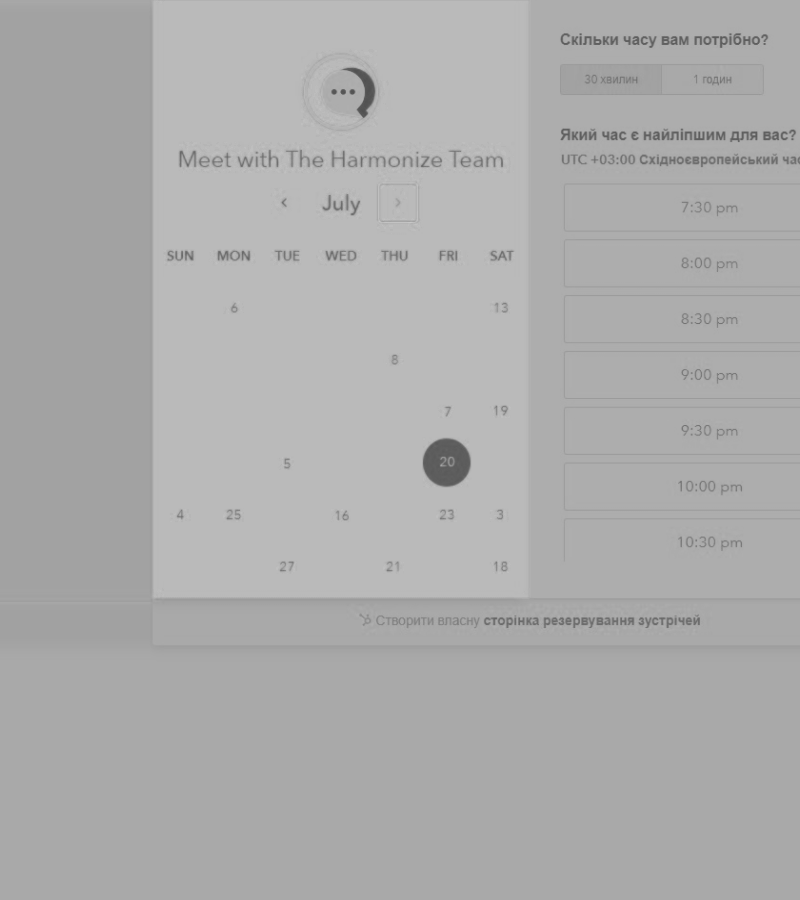 Meet with The Harmonize Team
July
SUN MON TUE WED THU FRI SAT
6 13
8
7 19
5 20
4 25 16 23 3
27 21 18
Скільки часу вам потрібно?
30 хвилин 1 годин
Який час є найліпшим для вас?
UTC +03:00 Східноєвропейський
7:30 pm
8:00 pm
8:30 pm
9:00 pm
9:30 pm
10:00 pm
10:30 pm
Створити власну сторінка резервування зустрічей